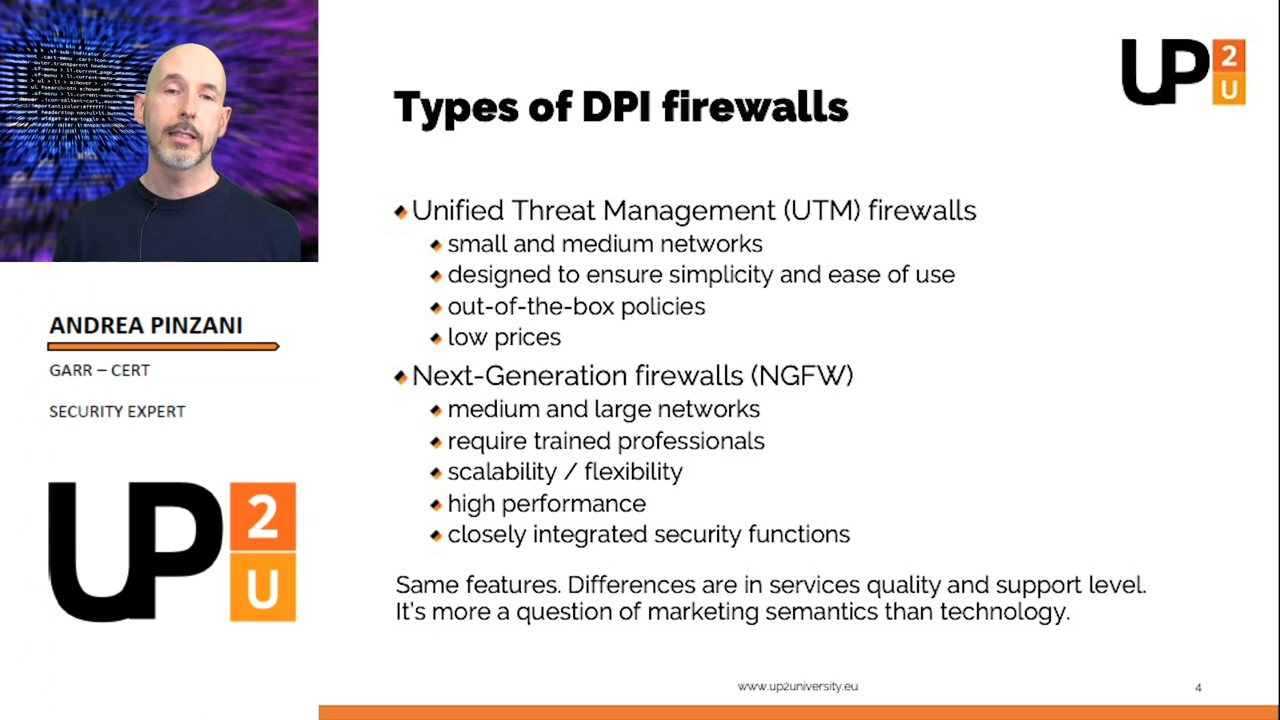 UP2U
Types of DPI firewalls
Unified Threat Management (UTM) firewalls
small and medium networks
designed to ensure simplicity and ease of use
out-of-the-box policies
low prices
Next-Generation firewalls (NGFW)
medium and large networks
require trained professionals
scalability / flexibility
high performance
closely integrated security functions
Same features. Differences are in services quality and support level.
It's more a question of marketing semantics than technology.
ANDREA PINZANI
GARR – CERT
SECURITY EXPERT
UP2U
www.up2university.eu
4